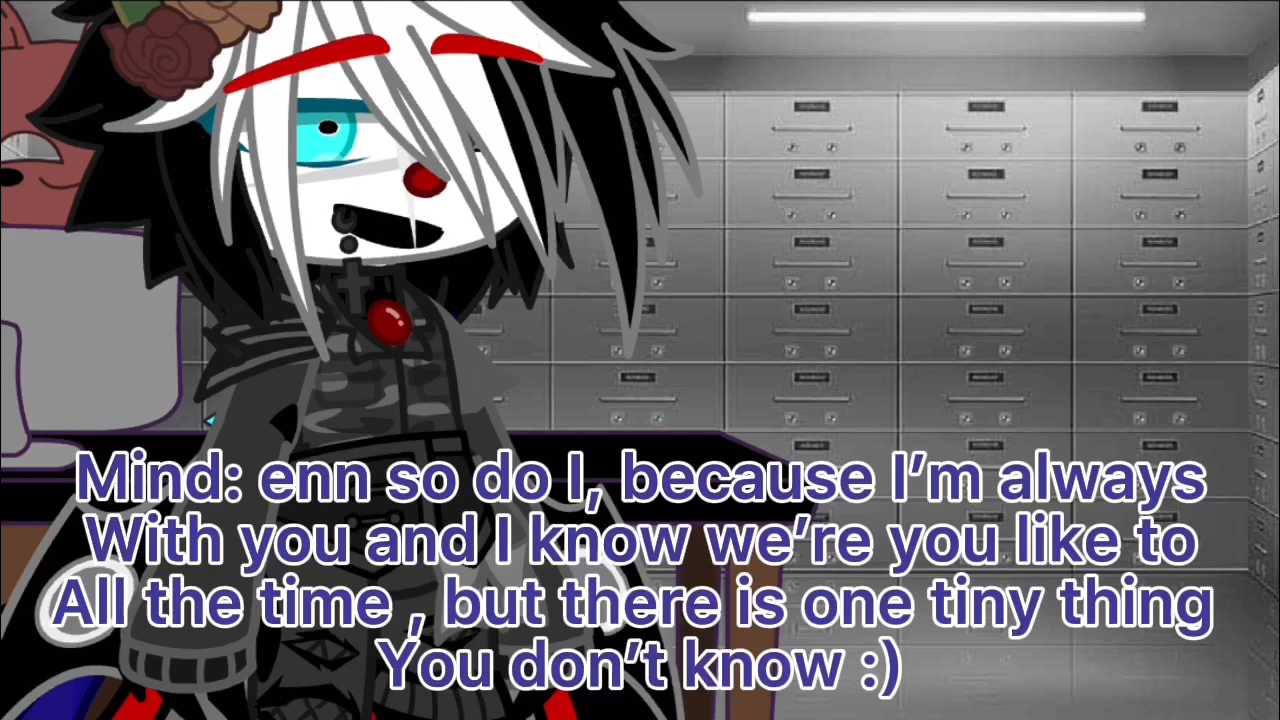 Mind: enn so do I, because I’m always
With you and I know we’re you like to
All the time , but there is one tiny thing
You don’t know :)